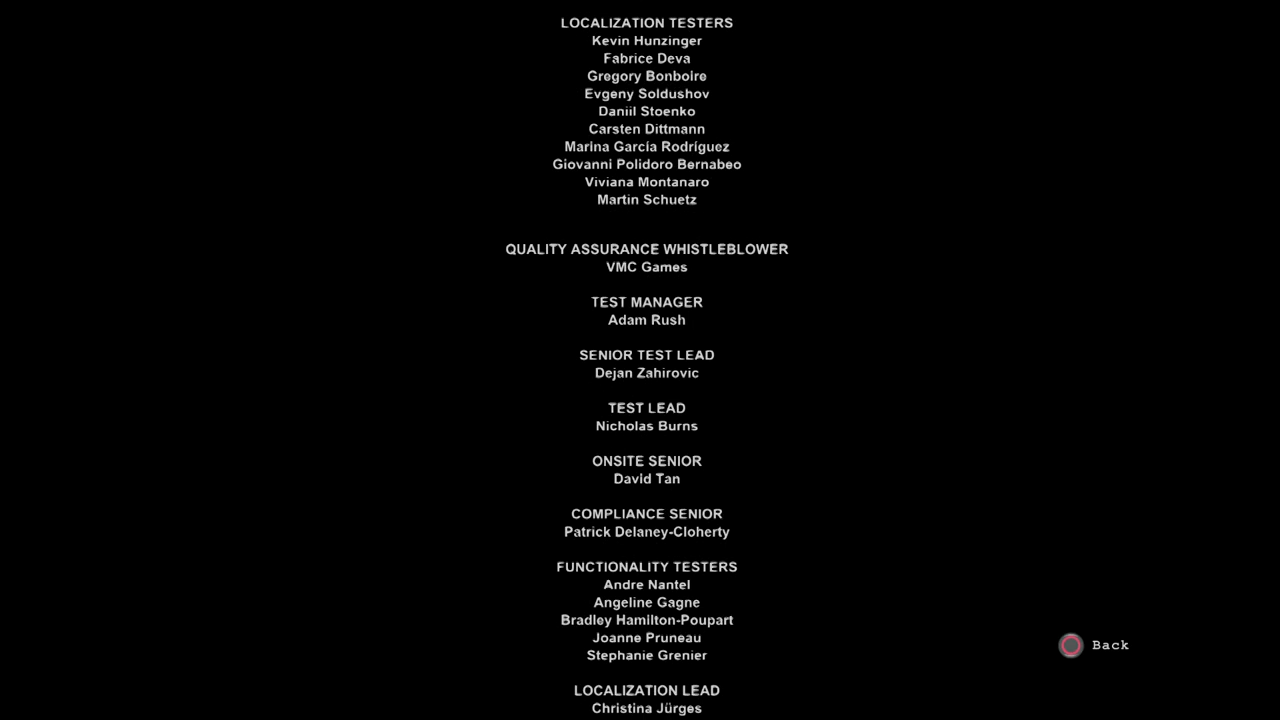 LOCALIZATION TESTERS
Kevin Hunzinger
Fabrice Deva
Gregory Bonboire
Evgeny Soldushov
Daniil Stoenko
Carsten Dittmann
Marina García Rodríguez
Giovanni Polidoro Bernabeo
Viviana Montanaro
Martin Schuetz
QUALITY ASSURANCE WHISTLEBLOWER
VMC Games
TEST MANAGER
Adam Rush
SENIOR TEST LEAD
Dejan Zahirovic
TEST LEAD
Nicholas Burns
ONSITE SENIOR
David Tan
COMPLIANCE SENIOR
Patrick Delaney-Cloherty
FUNCTIONALITY TESTERS
Andre Nantel
Angeline Gagne
Bradley Hamilton-Poupart
Joanne Pruneau
Stephanie Grenier
Back
LOCALIZATION LEAD
Christina Jürges